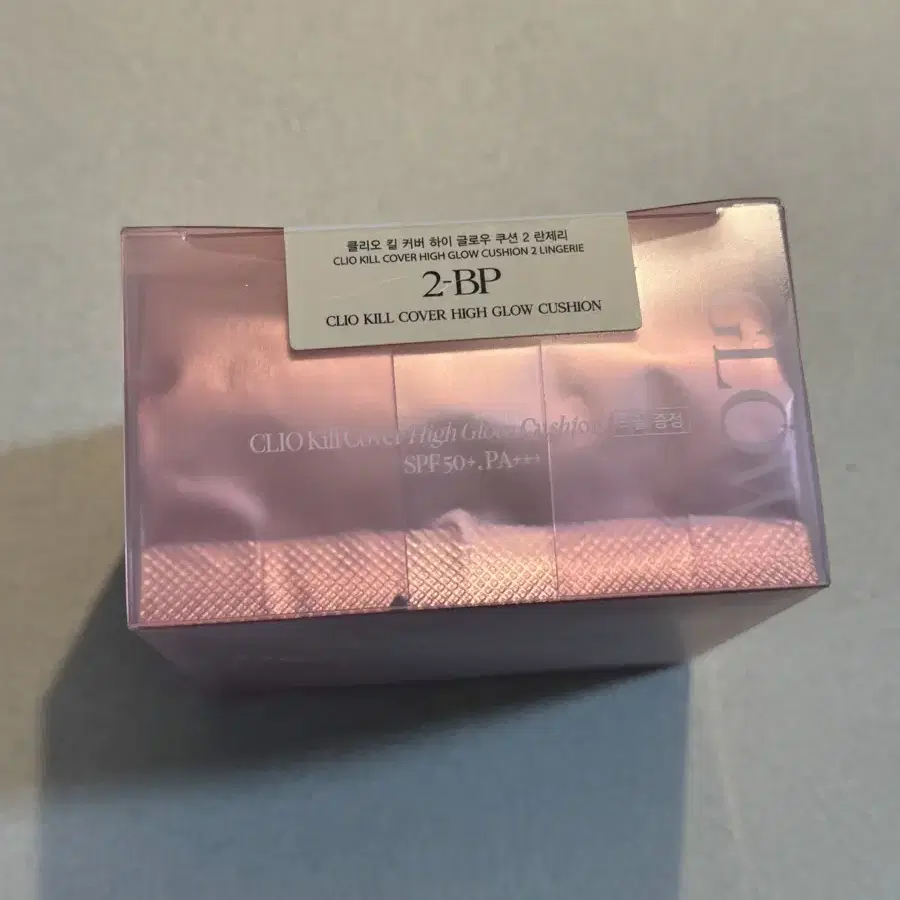 클리오 킬 커버 하이 글로우 쿠션 2 란제리
CLIO KILL COVER HIGH GLOW CUSHION 2 LINGERIE
2-BP
CLIO KILL COVER HIGH GLOW CUSHION
CLIO Kill Cover High Glow Cushion 증정
SPF 50+, PA+++
GLOW